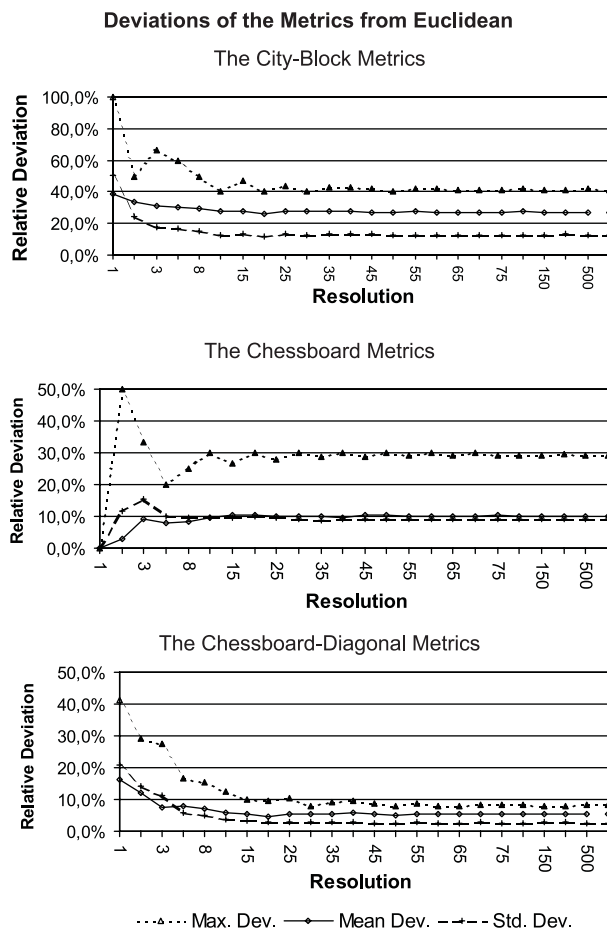 Deviations of the Metrics from Euclidean
The City-Block Metrics
Relative Deviation
100,0%
80,0%
60,0%
40,0%
20,0%
0,0%
1 3 8 15 25 35 45 55 65 75 150 500
Resolution
The Chessboard Metrics
Relative Deviation
50,0%
40,0%
30,0%
20,0%
10,0%
0,0%
1 3 8 15 25 35 45 55 65 75 150 500
Resolution
The Chessboard-Diagonal Metrics
Relative Deviation
50,0%
40,0%
30,0%
20,0%
10,0%
0,0%
1 3 8 15 25 35 45 55 65 75 150 500
Resolution
Max. Dev. Mean Dev. Std. Dev.